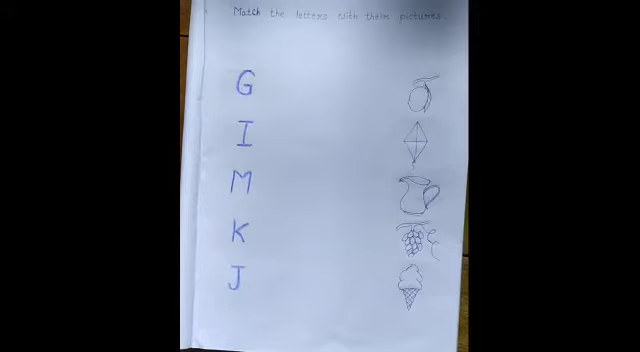 Match the letters with their pictures.
G
I
M
K
J